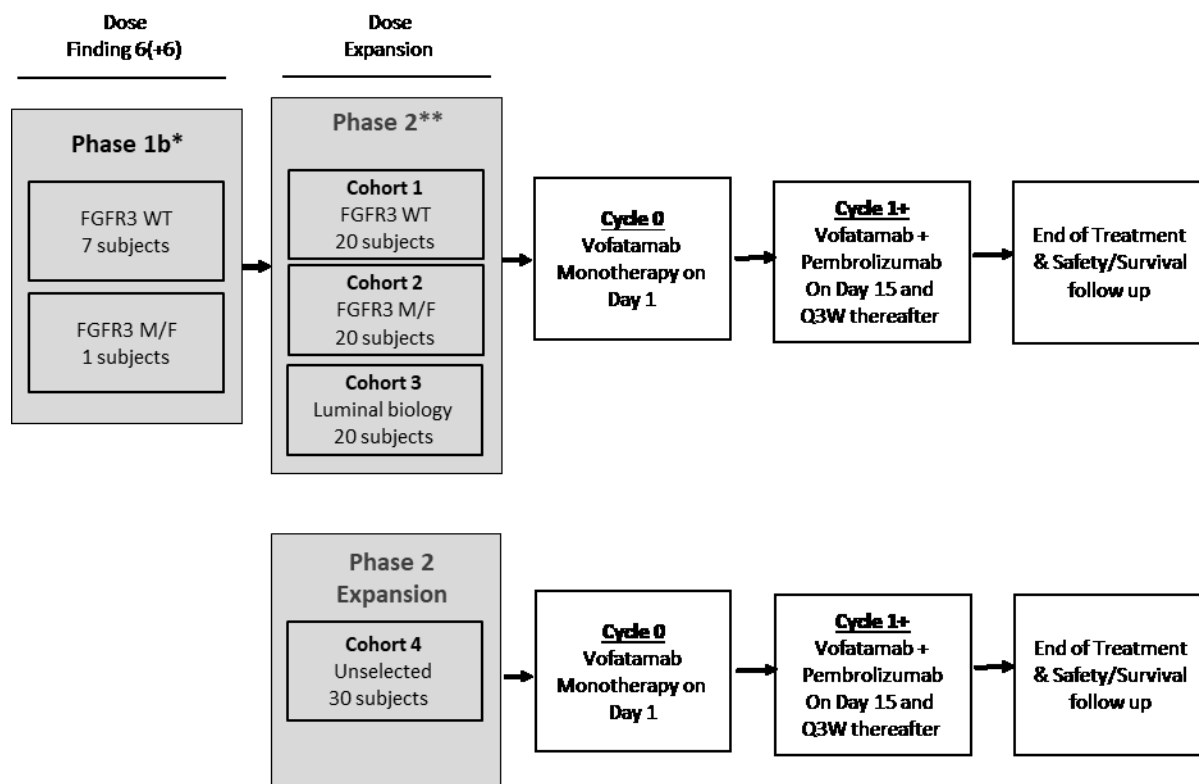 Dose
Finding 6(+6)
Dose
Expansion
Phase 1b*
FGFR3 WT
7 subjects
FGFR3 M/F
1 subjects
Phase 2**
Cohort 1
FGFR3 WT
20 subjects
Cohort 2
FGFR3 M/F
20 subjects
Cohort 3
Luminal biology
20 subjects
Cycle 0
Vofatamab
Monotherapy on
Day 1
Cycle 1+
Vofatamab +
Pembrolizumab
On Day 15 and
Q3W thereafter
End of Treatment
& Safety/Survival
follow up
Phase 2
Expansion
Cohort 4
Unselected
30 subjects
Cycle 0
Vofatamab
Monotherapy on
Day 1
Cycle 1+
Vofatamab +
Pembrolizumab
On Day 15 and
Q3W thereafter
End of Treatment
& Safety/Survival
follow up